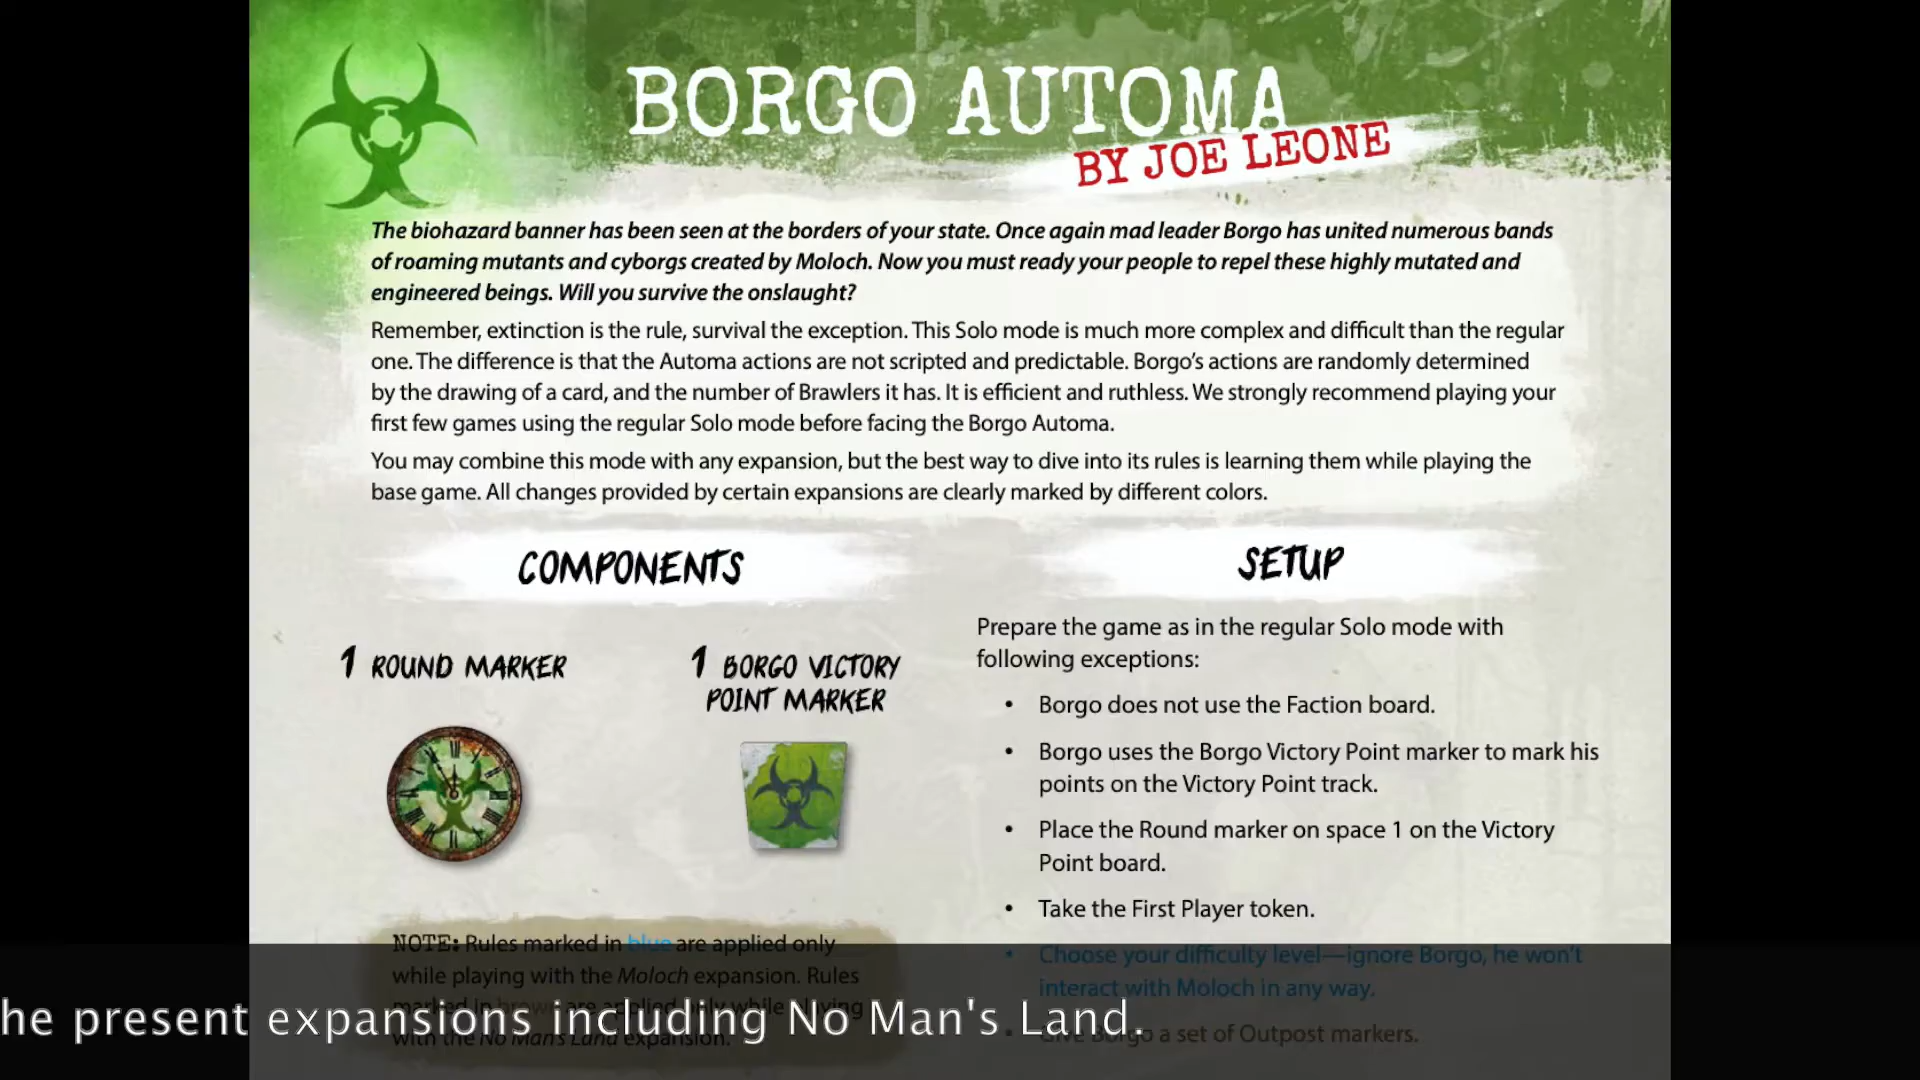 BORGO AUTOMA
BY JOE LEONE
The biohazard banner has been seen at the borders of your state. Once again mad leader Borgo has united numerous bands
of roaming mutants and cyborgs created by Moloch. Now you must ready your people to repel these highly mutated and
engineered beings. Will you survive the onslaught?
Remember, extinction is the rule, survival the exception. This Solo mode is much more complex and difficult than the regular
one. The difference is that the Automa actions are not scripted and predictable. Borgo's actions are randomly determined
by the drawing of a card, and the number of Brawlers it has. It is efficient and ruthless. We strongly recommend playing your
first few games using the regular Solo mode before facing the Borgo Automa.
You may combine this mode with any expansion, but the best way to dive into its rules is learning them while playing the
base game. All changes provided by certain expansions are clearly marked by different colors.
COMPONENTS
1 ROUND MARKER
1 BORGO VICTORY
POINT MARKER
NOTE: Rules marked in blue are applied only
while playing with the Moloch expansion. Rules
marked in brown are applied only while playing
with the No Man's Land expansion.
SETUP
Prepare the game as in the regular Solo mode with
following exceptions:
• Borgo does not use the Faction board.
• Borgo uses the Borgo Victory Point marker to mark his
points on the Victory Point track.
• Place the Round marker on space 1 on the Victory
Point board.
• Take the First Player token.
• Choose your difficulty level—ignore Borgo, he won't
interact with Moloch in any way.
• Give Borgo a set of Outpost markers.
he present expansions including No Man's Land.